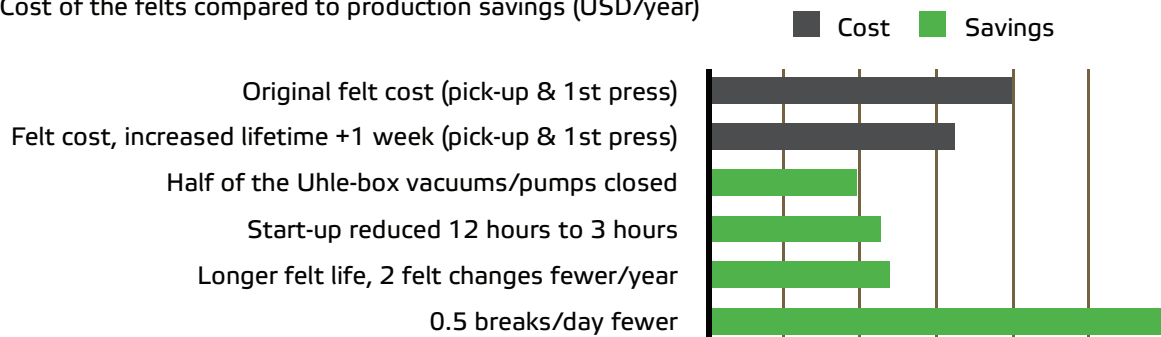 Cost of the felts compared to production savings (USD/year)
Cost Savings
Original felt cost (pick-up & 1st press)
Felt cost, increased lifetime +1 week (pick-up & 1st press)
Half of the Uhle-box vacuums/pumps closed
Start-up reduced 12 hours to 3 hours
Longer felt life, 2 felt changes fewer/year
0.5 breaks/day fewer